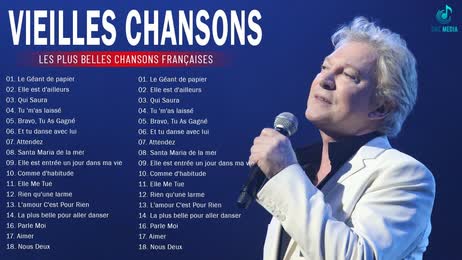 VIEILLES CHANSONS
LES PLUS BELLES CHANSONS FRANÇAISES
ONE MEDIA
01. Le Géant de papier
02. Elle est d'ailleurs
03. Qui Saura
04. Tu 'm'as laissé
05. Bravo, Tu As Gagné
06. Et tu danse avec lui
07. Attendez
08. Santa Maria de la mer
09. Elle est entrée un jour dans ma vie
10. Comme d'habitude
11. Elle Me Tue
12. Rien qu'une larme
13. L'amour C'est Pour Rien
14. La plus belle pour aller danser
16. Parle Moi
17. Aimer
18. Nous Deux
01. Le Géant de papier
02. Elle est d'ailleurs
03. Qui Saura
04. Tu 'm'as laissé
05. Bravo, Tu As Gagné
06. Et tu danse avec lui
07. Attendez
08. Santa Maria de la mer
09. Elle est entrée un jour dans ma vie
10. Comme d'habitude
11. Elle Me Tue
12. Rien qu'une larme
13. L'amour C'est Pour Rien
14. La plus belle pour aller danser
16. Parle Moi
17. Aimer
18. Nous Deux